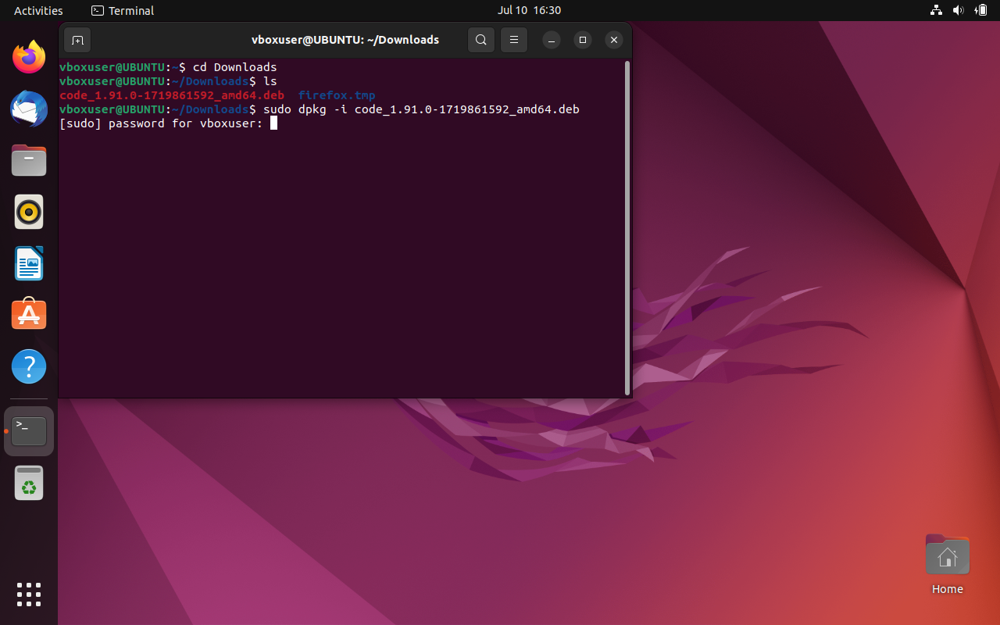 Activities
Terminal
Jul 10 16:30
vboxuser@UBUNTU: ~/Downloads
vboxuser@UBUNTU:~$ cd Downloads
vboxuser@UBUNTU:~/Downloads$ ls
code_1.91.0-1719861592_amd64.deb firefox.tmp
vboxuser@UBUNTU:~/Downloads$ sudo dpkg -i code_1.91.0-1719861592_amd64.deb
[sudo] password for vboxuser:
>_
?
Home